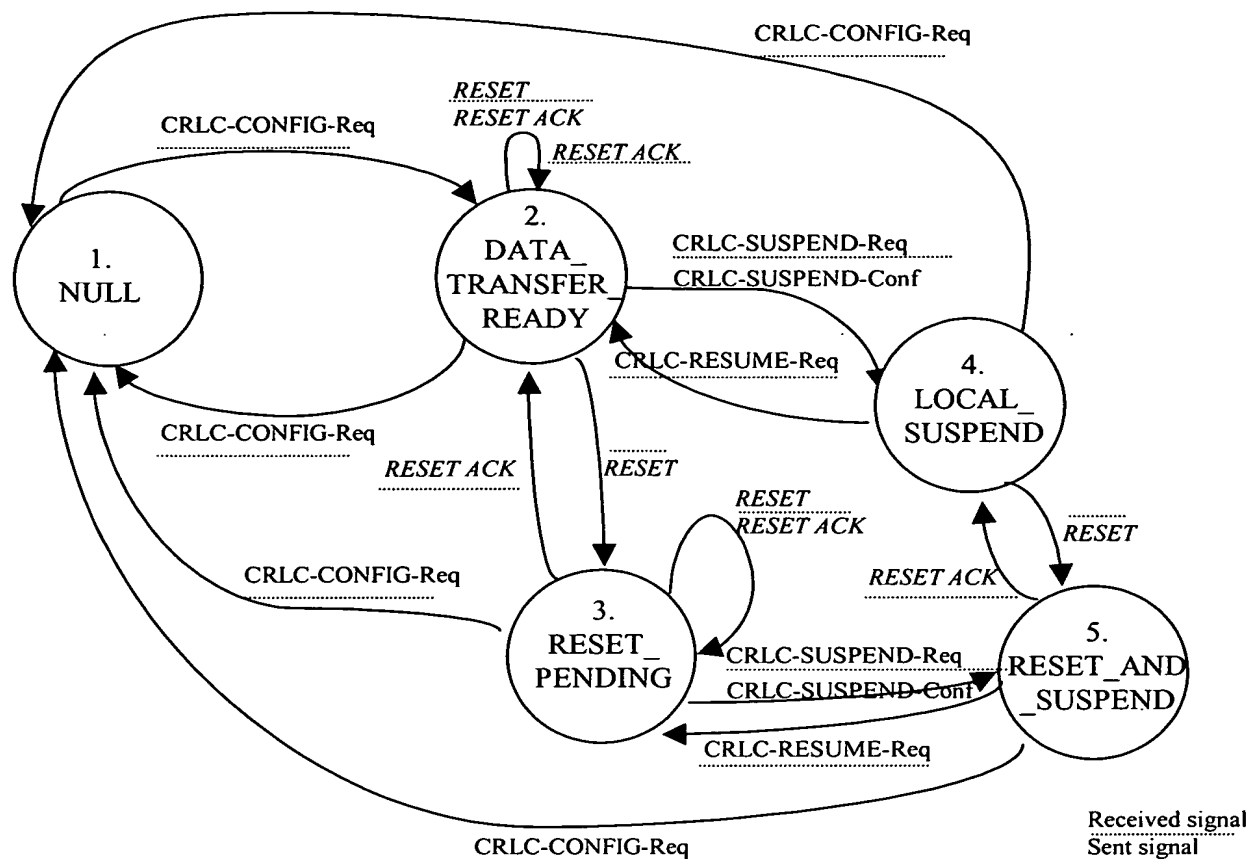 CRLC-CONFIG-Req
RESET
RESET ACK
CRLC-CONFIG-Req
RESET ACK
1.
NULL
2.
DATA_
TRANSFER_
READY
CRLC-SUSPEND-Req
CRLC-SUSPEND-Conf
CRLC-RESUME-Req
4.
LOCAL_
SUSPEND
CRLC-CONFIG-Req
RESET ACK
RESET
RESET
RESET ACK
RESET
RESET ACK
CRLC-CONFIG-Req
3.
RESET_
PENDING
CRLC-SUSPEND-Req
CRLC-SUSPEND-Conf
5.
RESET_AND
_SUSPEND
CRLC-RESUME-Req
CRLC-CONFIG-Req
Received signal
Sent signal